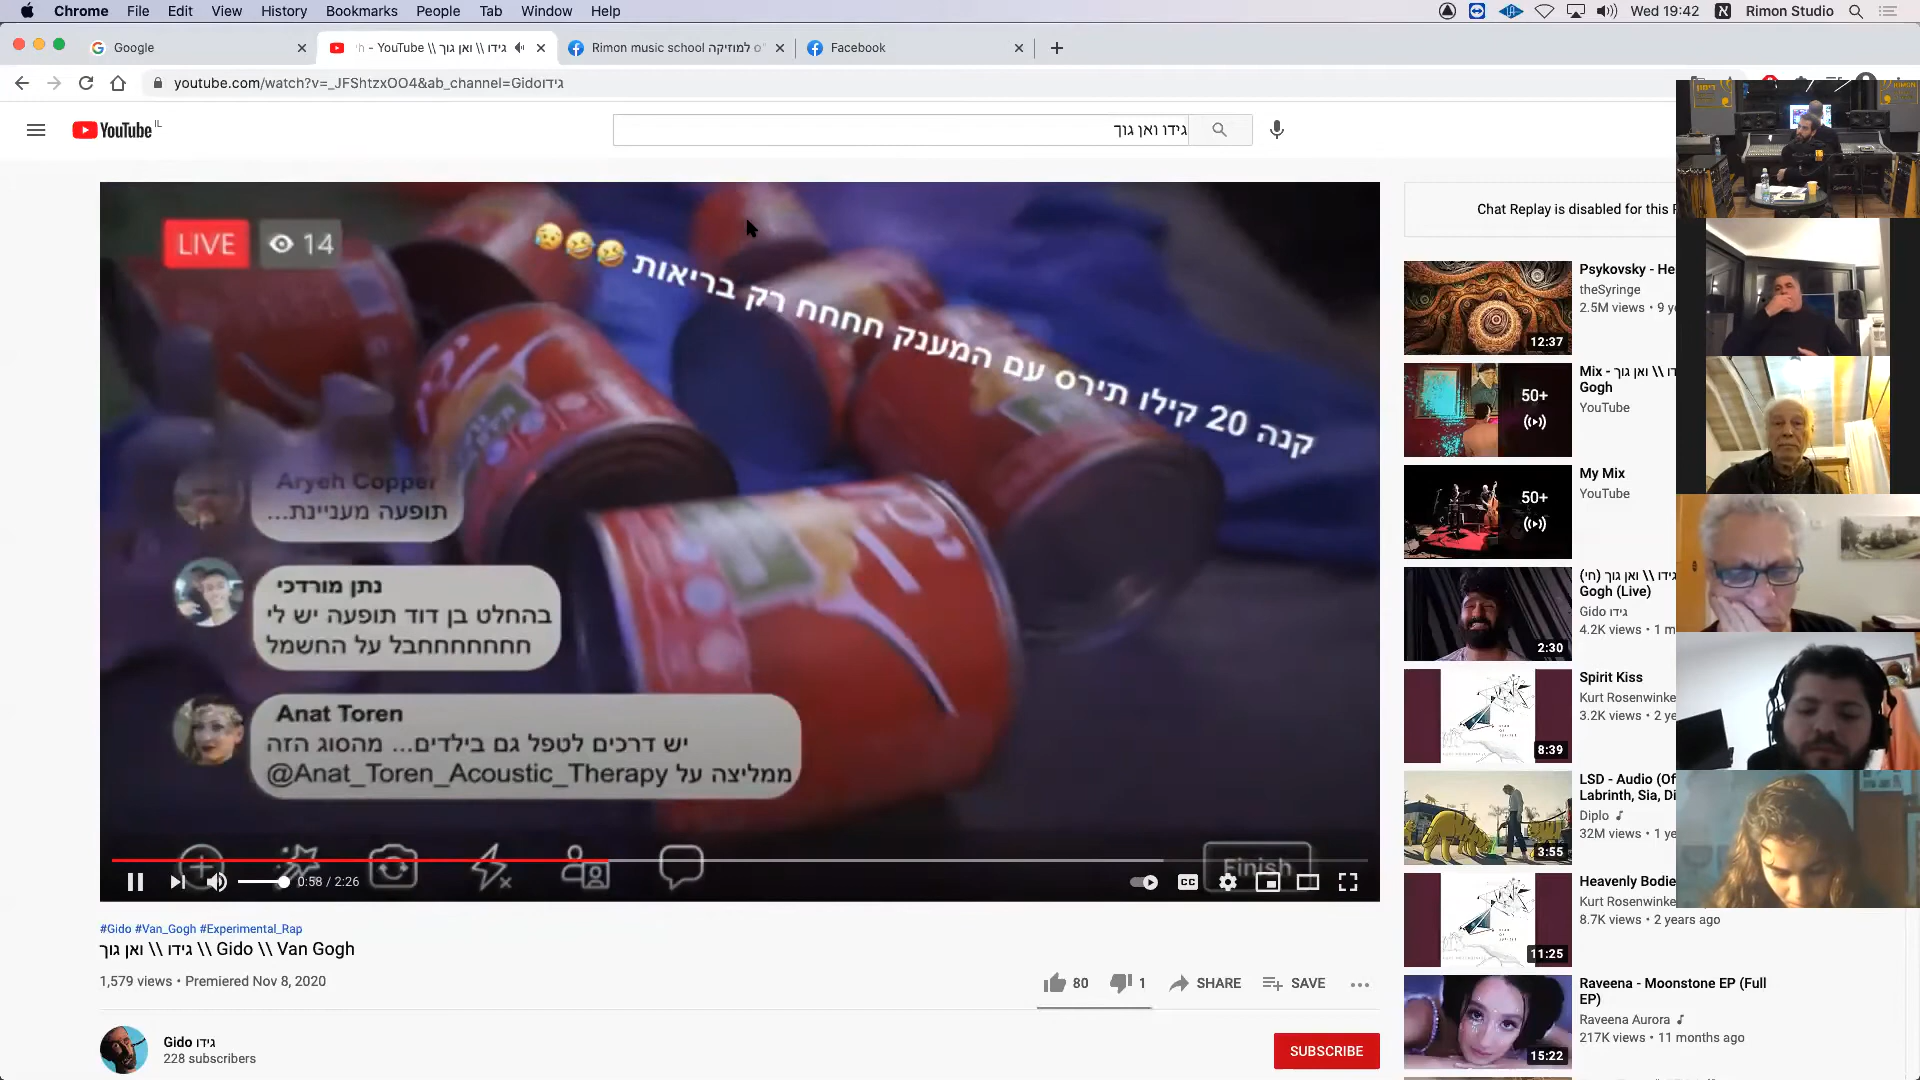 Chrome File Edit View History Bookmarks People Tab Window Help Wed 19:42 Rimon Studio
Google
גידו \\ ואן גוך \\ - YouTube
Rimon music school למוזיקה
Facebook
youtube.com/watch?v=_JFShtzxOO4&ab_channel=Gidoגידו
YouTube IL
גידו ואן גוך
LIVE 14
קנה 20 קילו תירס עם המענק חחחח רק בריאות 🤣🤣😥
Aryeh Copper
תופעה מעניינת...
נתן מורדכי
בהחלט בן דוד תופעה יש לי
חחחחחחחבל על החשמל
Anat Toren
יש דרכים לטפל גם בילדים... מהסוג הזה
ממליצה על @Anat_Toren_Acoustic_Therapy
Finish
0:58 / 2:26
CC
#Gido #Van_Gogh #Experimental_Rap
גידו \\ ואן גוך \\ Gido \\ Van Gogh
1,579 views • Premiered Nov 8, 2020
80 1 SHARE SAVE
Gido גידו
228 subscribers
SUBSCRIBE
Chat Replay is disabled for this
12:37
Psykovsky - He
theSyringe
2.5M views • 9 ye
50+
Mix - גידו \\ ואן גוך
Gogh
YouTube
50+
My Mix
YouTube
2:30
גידו \\ ואן גוך (חי)
Gogh (Live)
Gido גידו
4.2K views • 1 m
8:39
Spirit Kiss
Kurt Rosenwinke
3.2K views • 2 ye
3:55
LSD - Audio (Of
Labrinth, Sia, Di
Diplo
32M views • 1 ye
11:25
Heavenly Bodie
Kurt Rosenwinke
8.7K views • 2 years ago
15:22
Raveena - Moonstone EP (Full
EP)
Raveena Aurora
217K views • 11 months ago